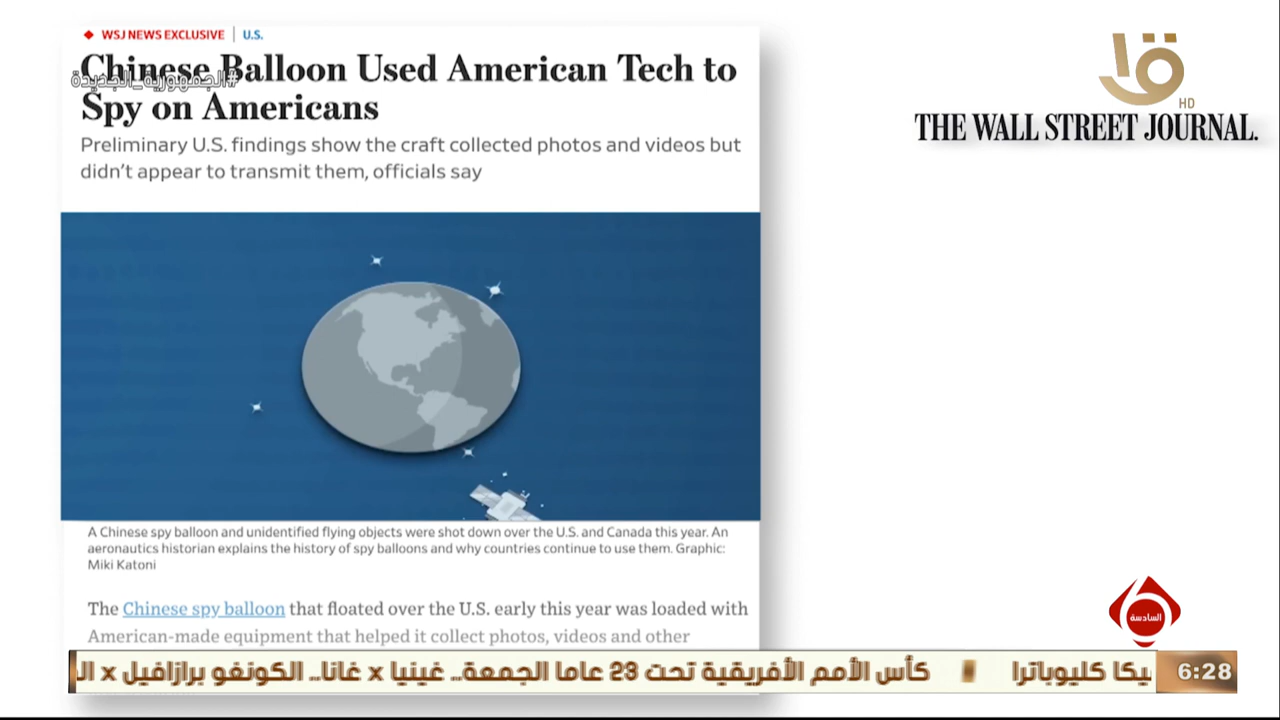 WSJ NEWS EXCLUSIVE | U.S.
Chinese Balloon Used American Tech to
#الجمهورية_الجديدة
Spy on Americans
Preliminary U.S. findings show the craft collected photos and videos but
didn't appear to transmit them, officials say
HD
THE WALL STREET JOURNAL.
A Chinese spy balloon and unidentified flying objects were shot down over the U.S. and Canada this year. An
aeronautics historian explains the history of spy balloons and why countries continue to use them. Graphic:
Miki Katoni
The Chinese spy balloon that floated over the U.S. early this year was loaded with
American-made equipment that helped it collect photos, videos and other
السادسة
6:28
كليوباترا ■ كأس الأمم الأفريقية تحت 23 عاما الجمعة.. غينيا x غانا.. الكونغو برازافيل x